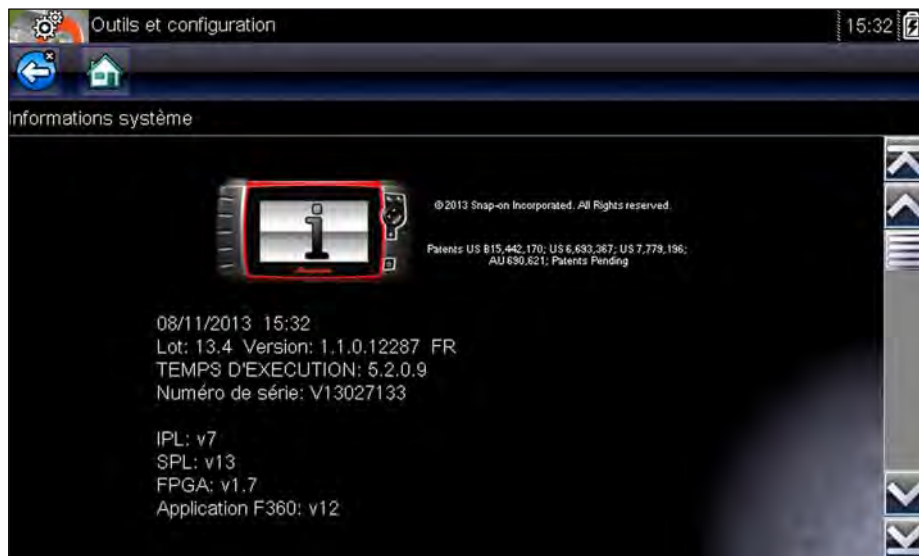 Outils et configuration
15:32
Informations système
© 2013 Snap-on Incorporated. All Rights reserved.
Patents US B15,442,170; US 6,693,367; US 7,779,196;
AU 690,621; Patents Pending
08/11/2013 15:32
Lot: 13.4 Version: 1.1.0.12287 FR
TEMPS D'EXECUTION: 5.2.0.9
Numéro de série: V13027133
IPL: v7
SPL: v13
FPGA: v1.7
Application F360: v12